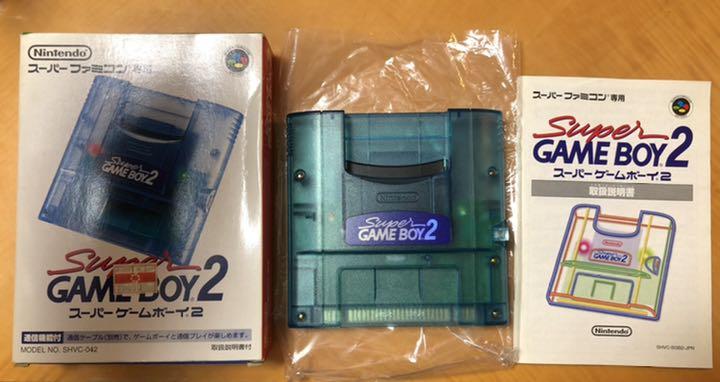 Nintendo
スーパーファミコン®専用
Super
GAME BOY®2
Super
GAME BOY®2
スーパーゲームボーイ®2
通信機能付
通信ケーブル(別売)で、ゲームボーイと通信プレイが楽しめます。
MODEL NO. SHVC-042
取扱説明書付
Nintendo
Super
GAME BOY®2
スーパーファミコン®専用
Super
GAME BOY®2
スーパーゲームボーイ®2
取扱説明書
Nintendo
GAME BOY 2
Nintendo
SHVC-SGB2-JPN